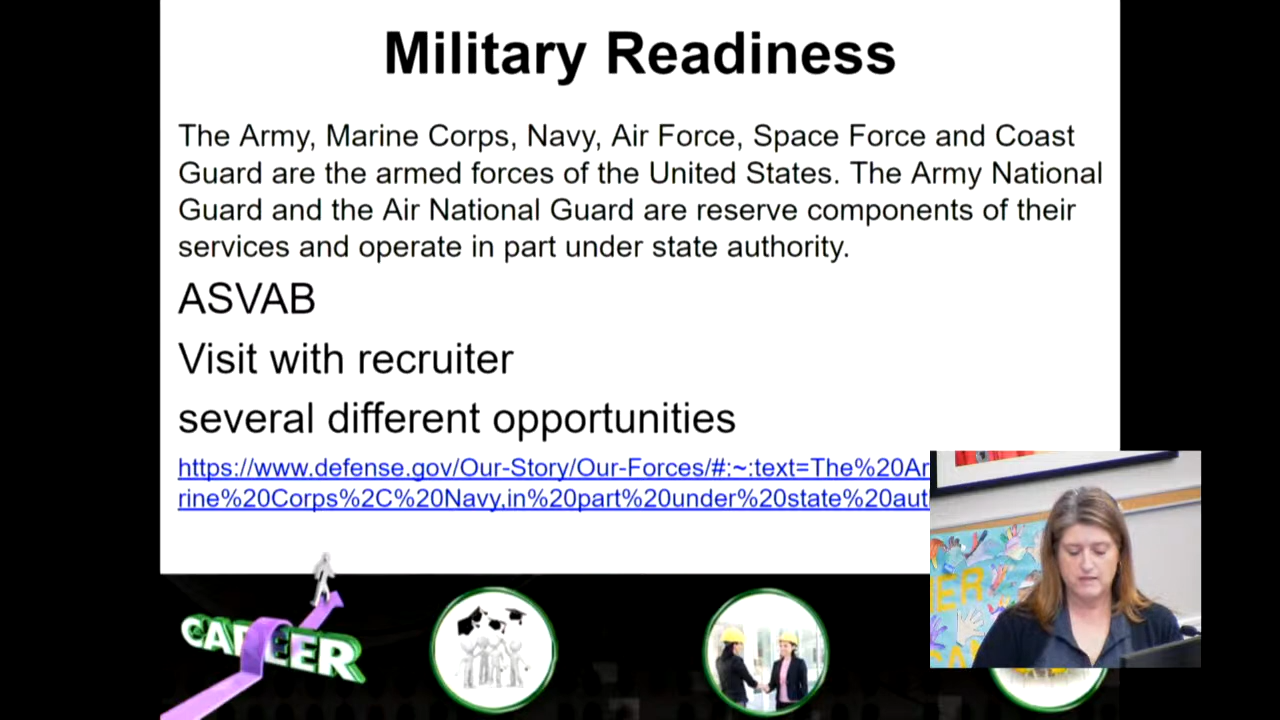 Military Readiness
The Army, Marine Corps, Navy, Air Force, Space Force and Coast
Guard are the armed forces of the United States. The Army National
Guard and the Air National Guard are reserve components of their
services and operate in part under state authority.
ASVAB
Visit with recruiter
several different opportunities
https://www.defense.gov/Our-Story/Our-Forces/#:~:text=The%20Ar
rine%20Corps%2C%20Navy,in%20part%20under%20state%20aut
CAREER